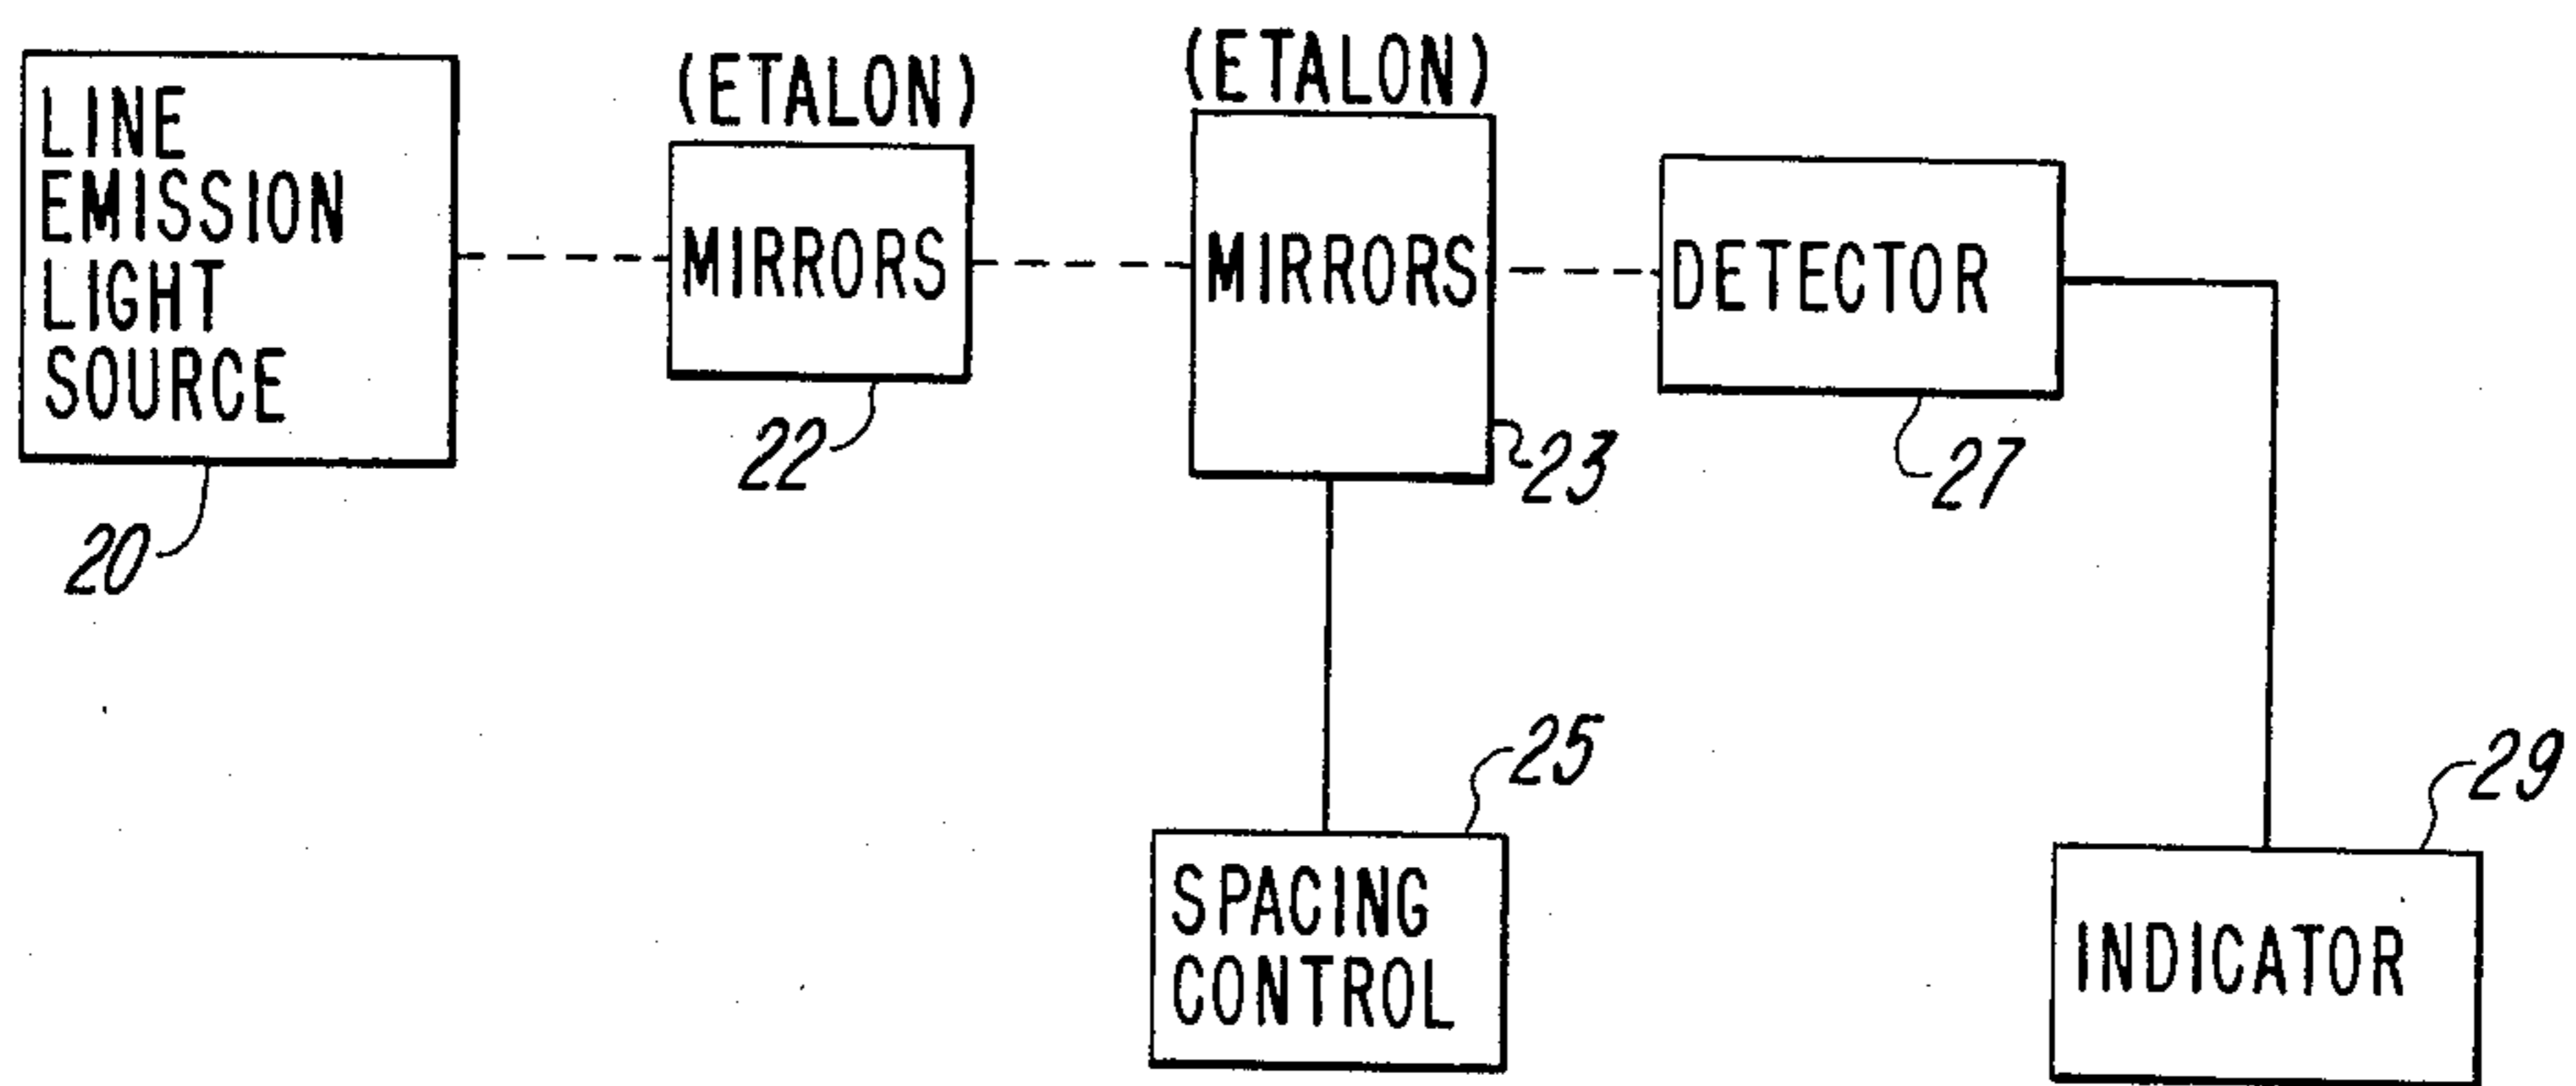 LINE
EMISSION
LIGHT
SOURCE
20
(ETALON)
MIRRORS
22
(ETALON)
MIRRORS
23
DETECTOR
27
SPACING
CONTROL
25
INDICATOR
29